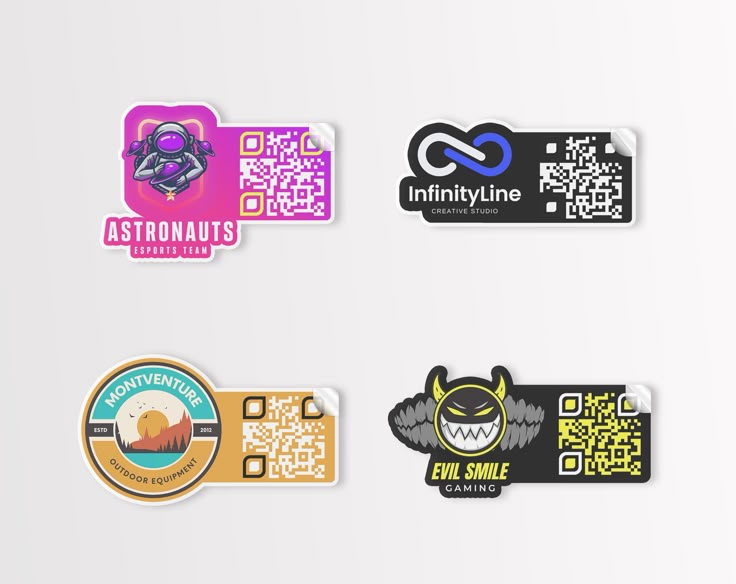 ASTRONAUTS
ESPORTS TEAM
InfinityLine
CREATIVE STUDIO
MONTVENTURE
ESTD 2012
OUTDOOR EQUIPMENT
EVIL SMILE
GAMING